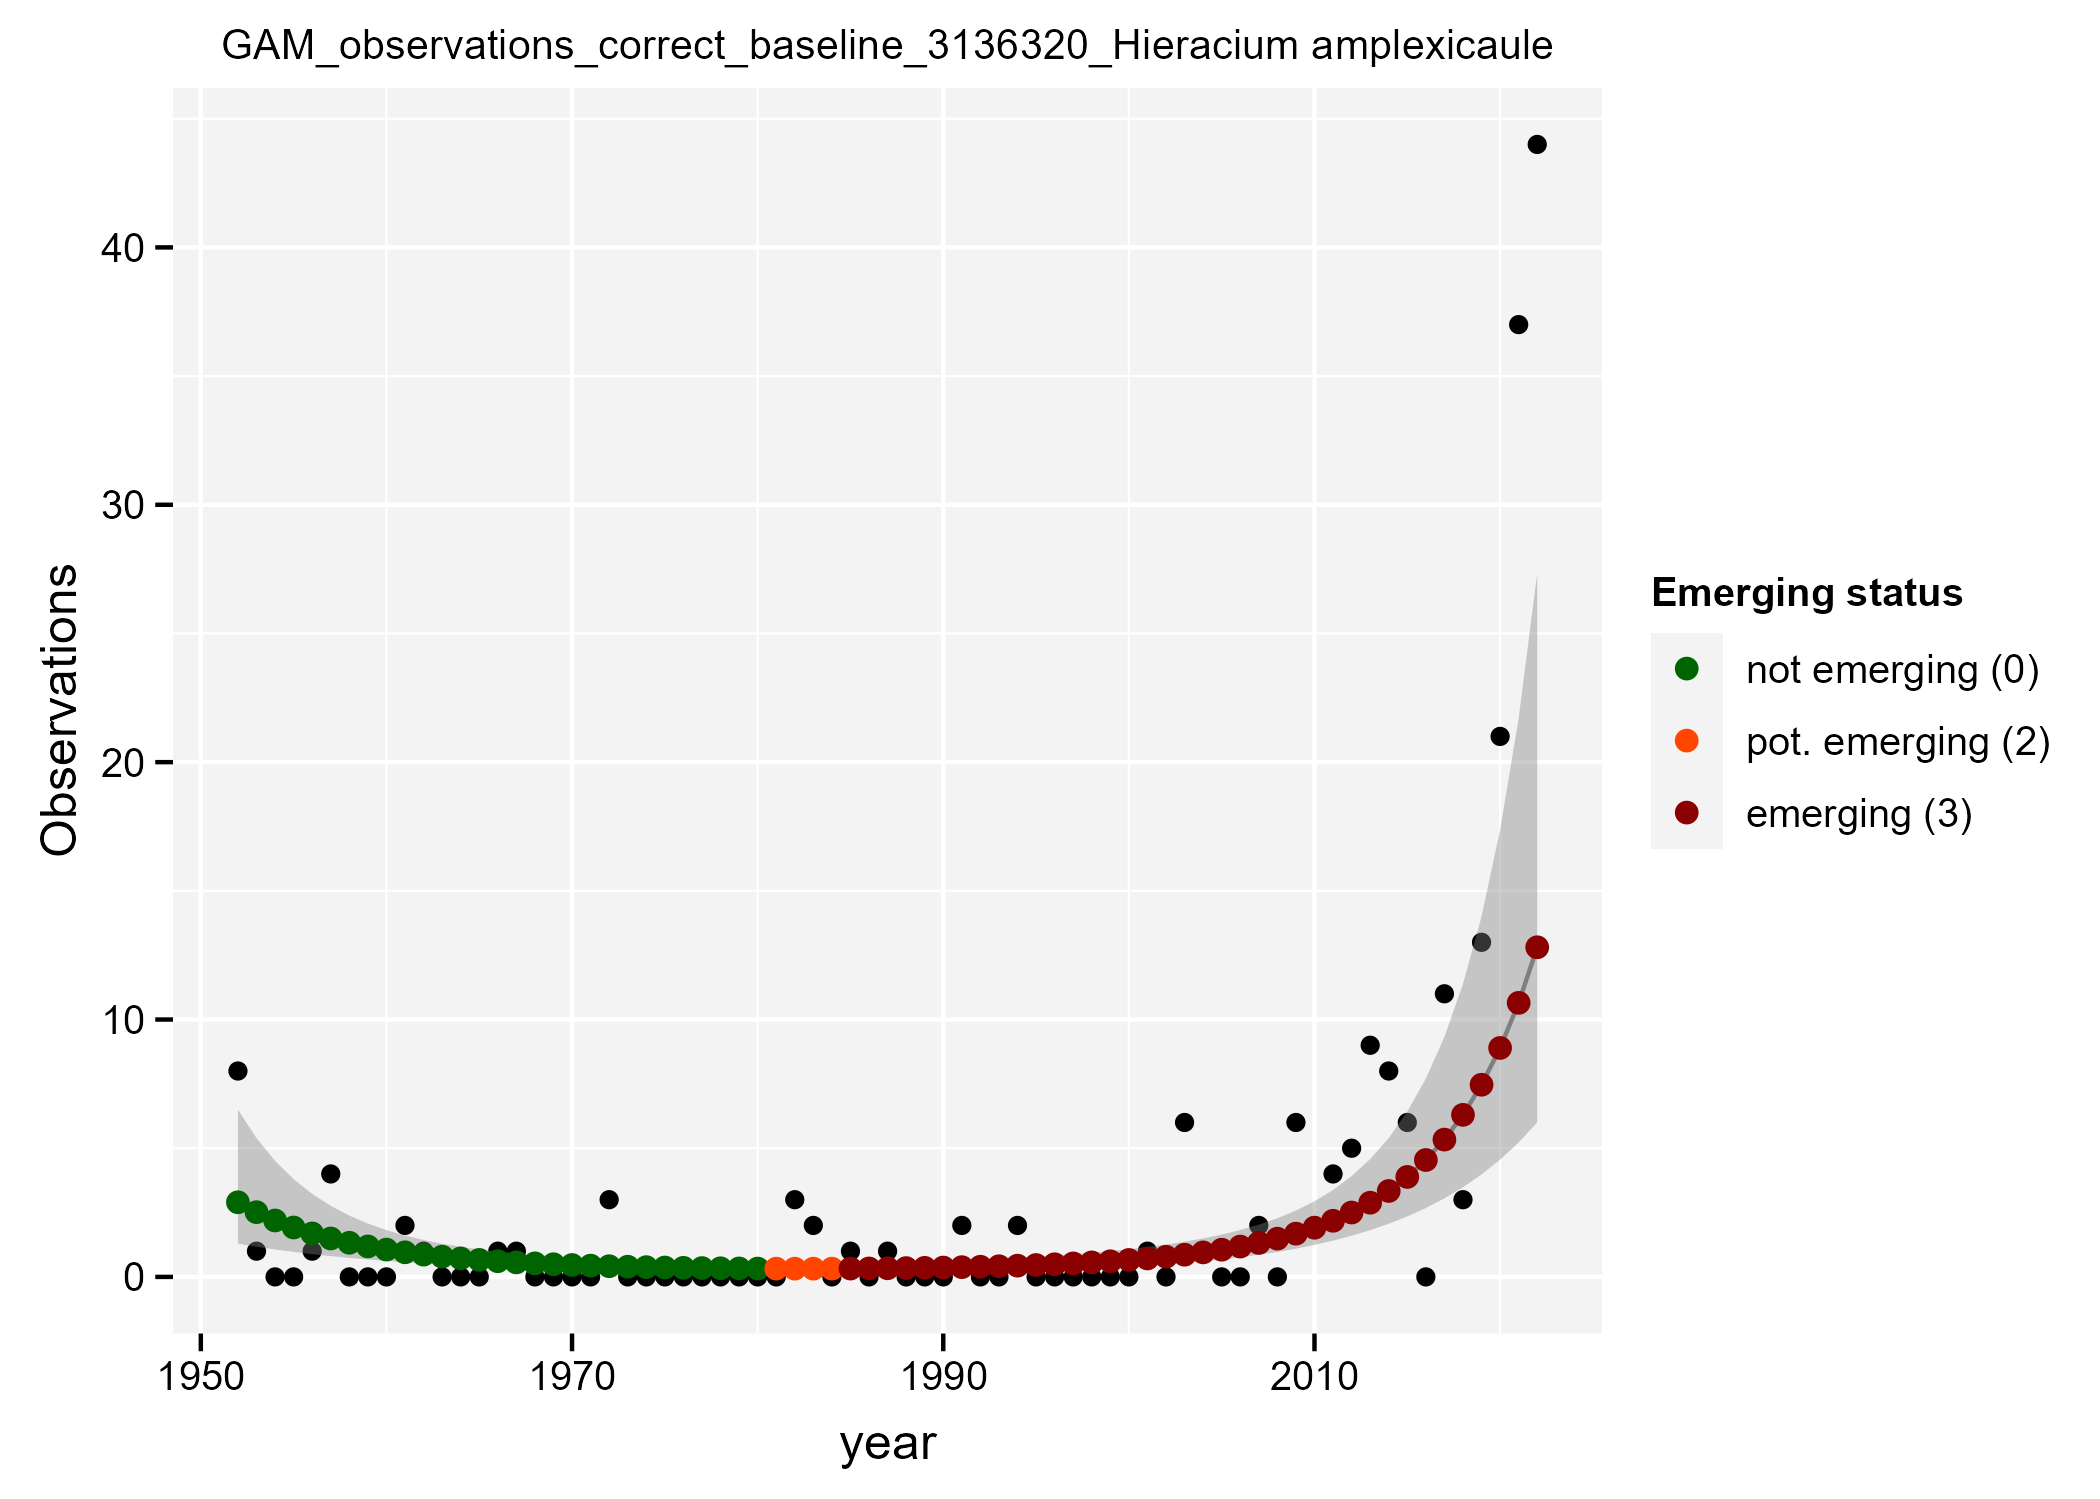 GAM_observations_correct_baseline_3136320_Hieracium amplexicaule
Observations
40
30
20
10
0
1950 1970 1990 2010
year
Emerging status
not emerging (0)
pot. emerging (2)
emerging (3)